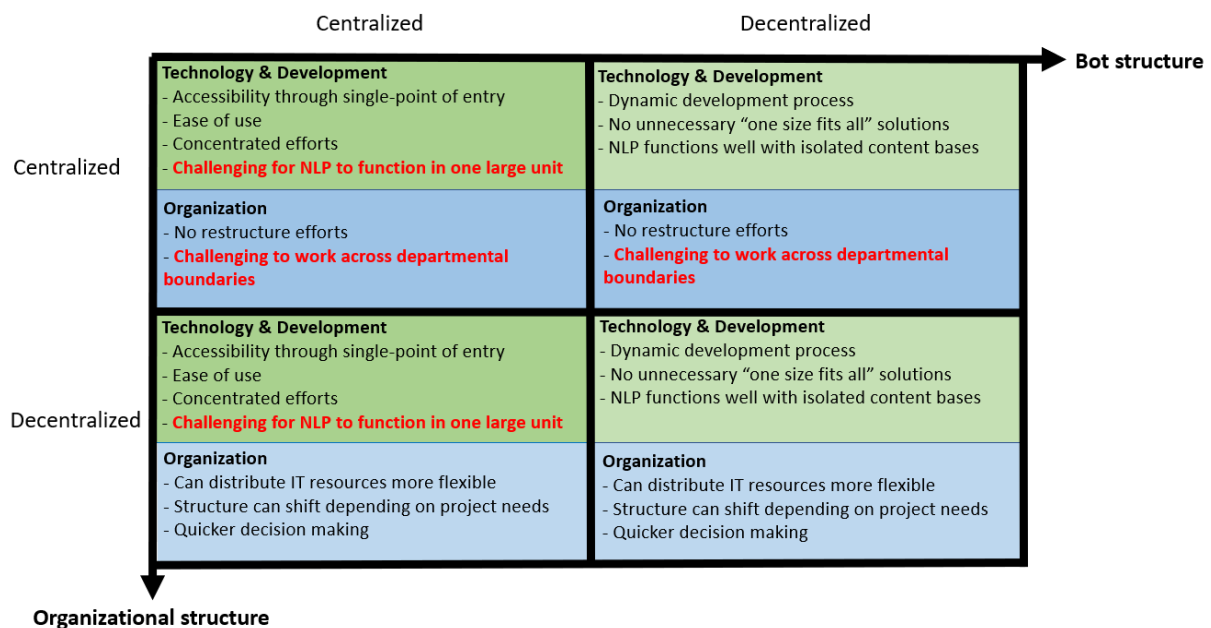 Centralized
Decentralized
Bot structure
Centralized
Technology & Development
- Accessibility through single-point of entry
- Ease of use
- Concentrated efforts
- Challenging for NLP to function in one large unit
Organization
- No restructure efforts
- Challenging to work across departmental
boundaries
Technology & Development
- Dynamic development process
- No unnecessary “one size fits all” solutions
- NLP functions well with isolated content bases
Organization
- No restructure efforts
- Challenging to work across departmental
boundaries
Decentralized
Technology & Development
- Accessibility through single-point of entry
- Ease of use
- Concentrated efforts
- Challenging for NLP to function in one large unit
Organization
- Can distribute IT resources more flexible
- Structure can shift depending on project needs
- Quicker decision making
Technology & Development
- Dynamic development process
- No unnecessary “one size fits all” solutions
- NLP functions well with isolated content bases
Organization
- Can distribute IT resources more flexible
- Structure can shift depending on project needs
- Quicker decision making
Organizational structure